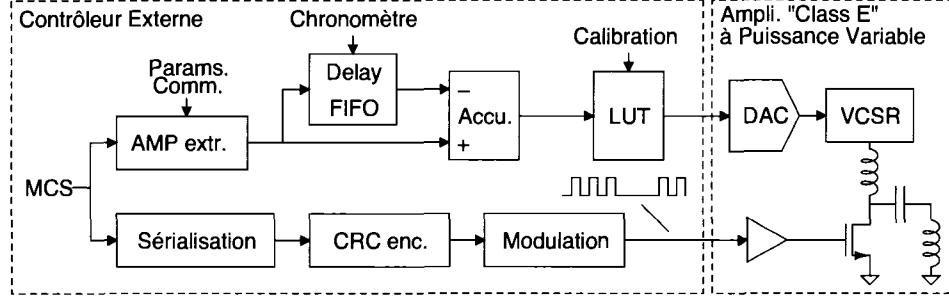 Contrôleur Externe
Chronomètre
Ampli. "Class E"
à Puissance Variable
Params.
Comm.
Calibration
Delay
FIFO
AMP extr.
−
Accu.
+
LUT
DAC
VCSR
MCS
Sérialisation
CRC enc.
Modulation